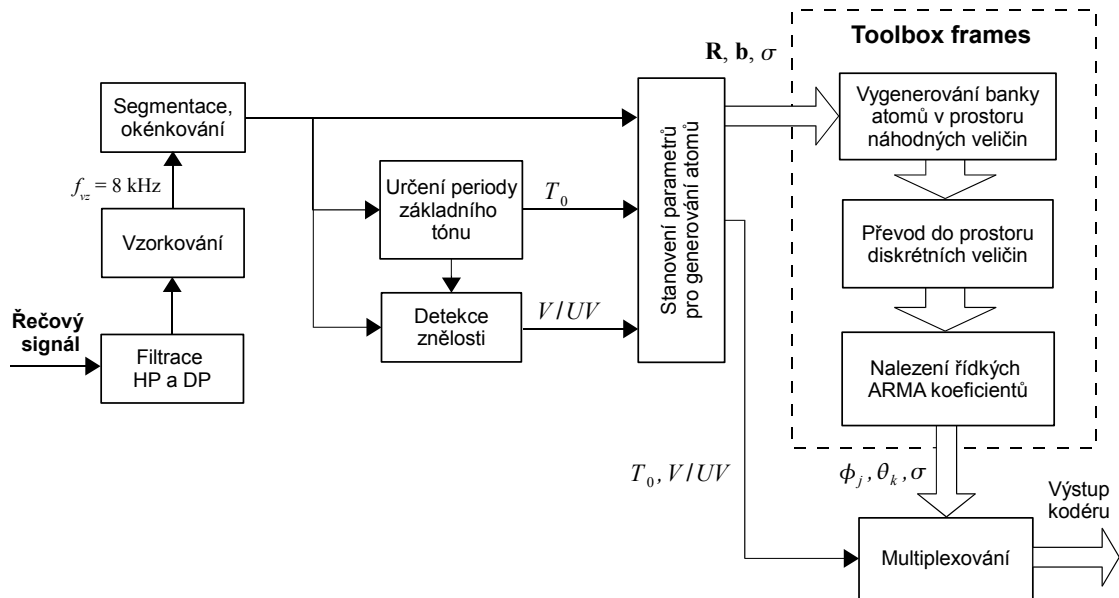 Řečový
signál
Filtrace
HP a DP
Vzorkování
f_vz = 8 kHz
Segmentace,
okénkování
Určení periody
základního
tónu
T_0
Detekce
znělosti
V/UV
Stanovení parametrů
pro generování atomů
R, b, σ
Toolbox frames
Vygenerování banky
atomů v prostoru
náhodných veličin
Převod do prostoru
diskrétních veličin
Nalezení řídkých
ARMA koeficientů
T_0, V/UV
ϕ_j, θ_k, σ
Multiplexování
Výstup
kodéru